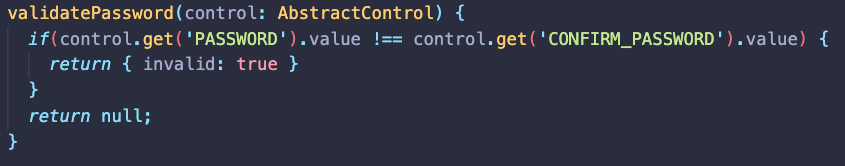 validatePassword(control: AbstractControl) {
if(control.get('PASSWORD').value !== control.get('CONFIRM_PASSWORD').value) {
return { invalid: true }
}
return null;
}